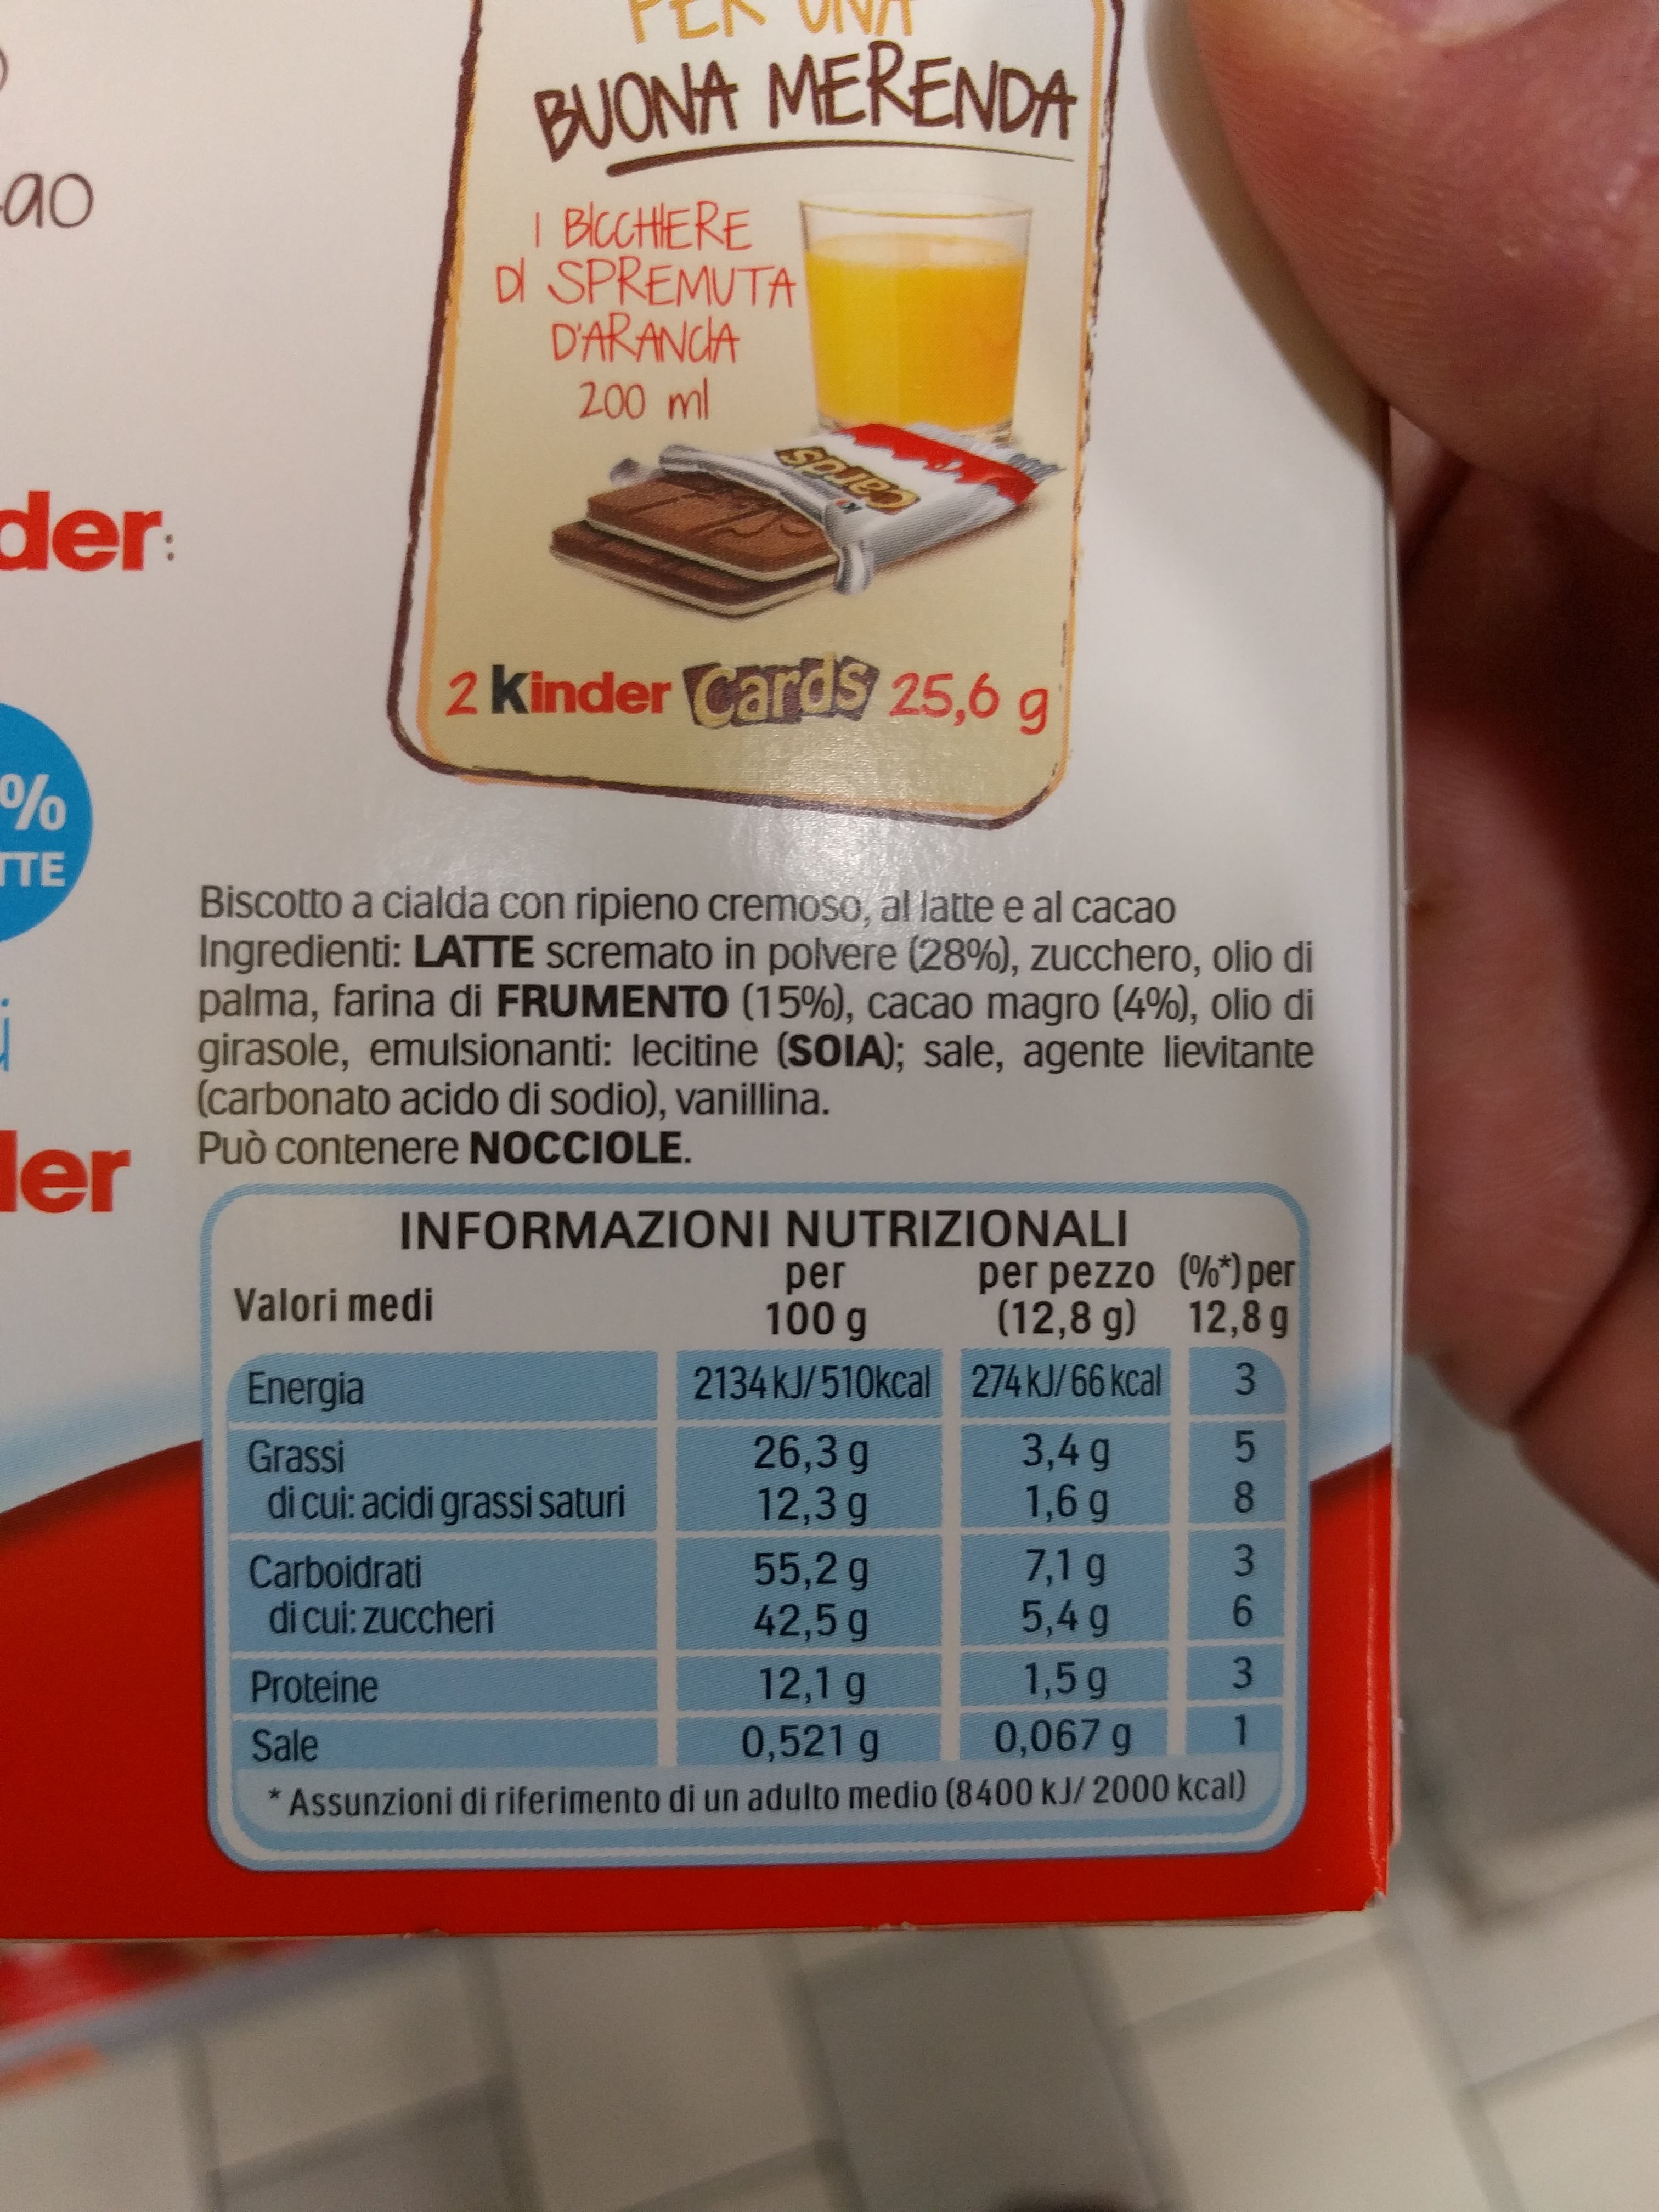 PER UNA
BUONA MERENDA
1 BICCHIERE
DI SPREMUTA
D'ARANCIA
200 ml
Cards
2 kinder Cards 25,6 g
ao
der:
%
TTE
der
Biscotto a cialda con ripieno cremoso, al latte e al cacao
Ingredienti: LATTE scremato in polvere (28%), zucchero, olio di
palma, farina di FRUMENTO (15%), cacao magro (4%), olio di
girasole, emulsionanti: lecitine (SOIA); sale, agente lievitante
(carbonato acido di sodio), vanillina.
Può contenere NOCCIOLE.
INFORMAZIONI NUTRIZIONALI
Valori medi per 100 g per pezzo (12,8 g) (%*) per 12,8 g
Energia 2134 kJ/ 510kcal 274 kJ/ 66 kcal 3
Grassi 26,3 g 3,4 g 5
di cui: acidi grassi saturi 12,3 g 1,6 g 8
Carboidrati 55,2 g 7,1 g 3
di cui: zuccheri 42,5 g 5,4 g 6
Proteine 12,1 g 1,5 g 3
Sale 0,521 g 0,067 g 1
* Assunzioni di riferimento di un adulto medio (8400 kJ/ 2000 kcal)